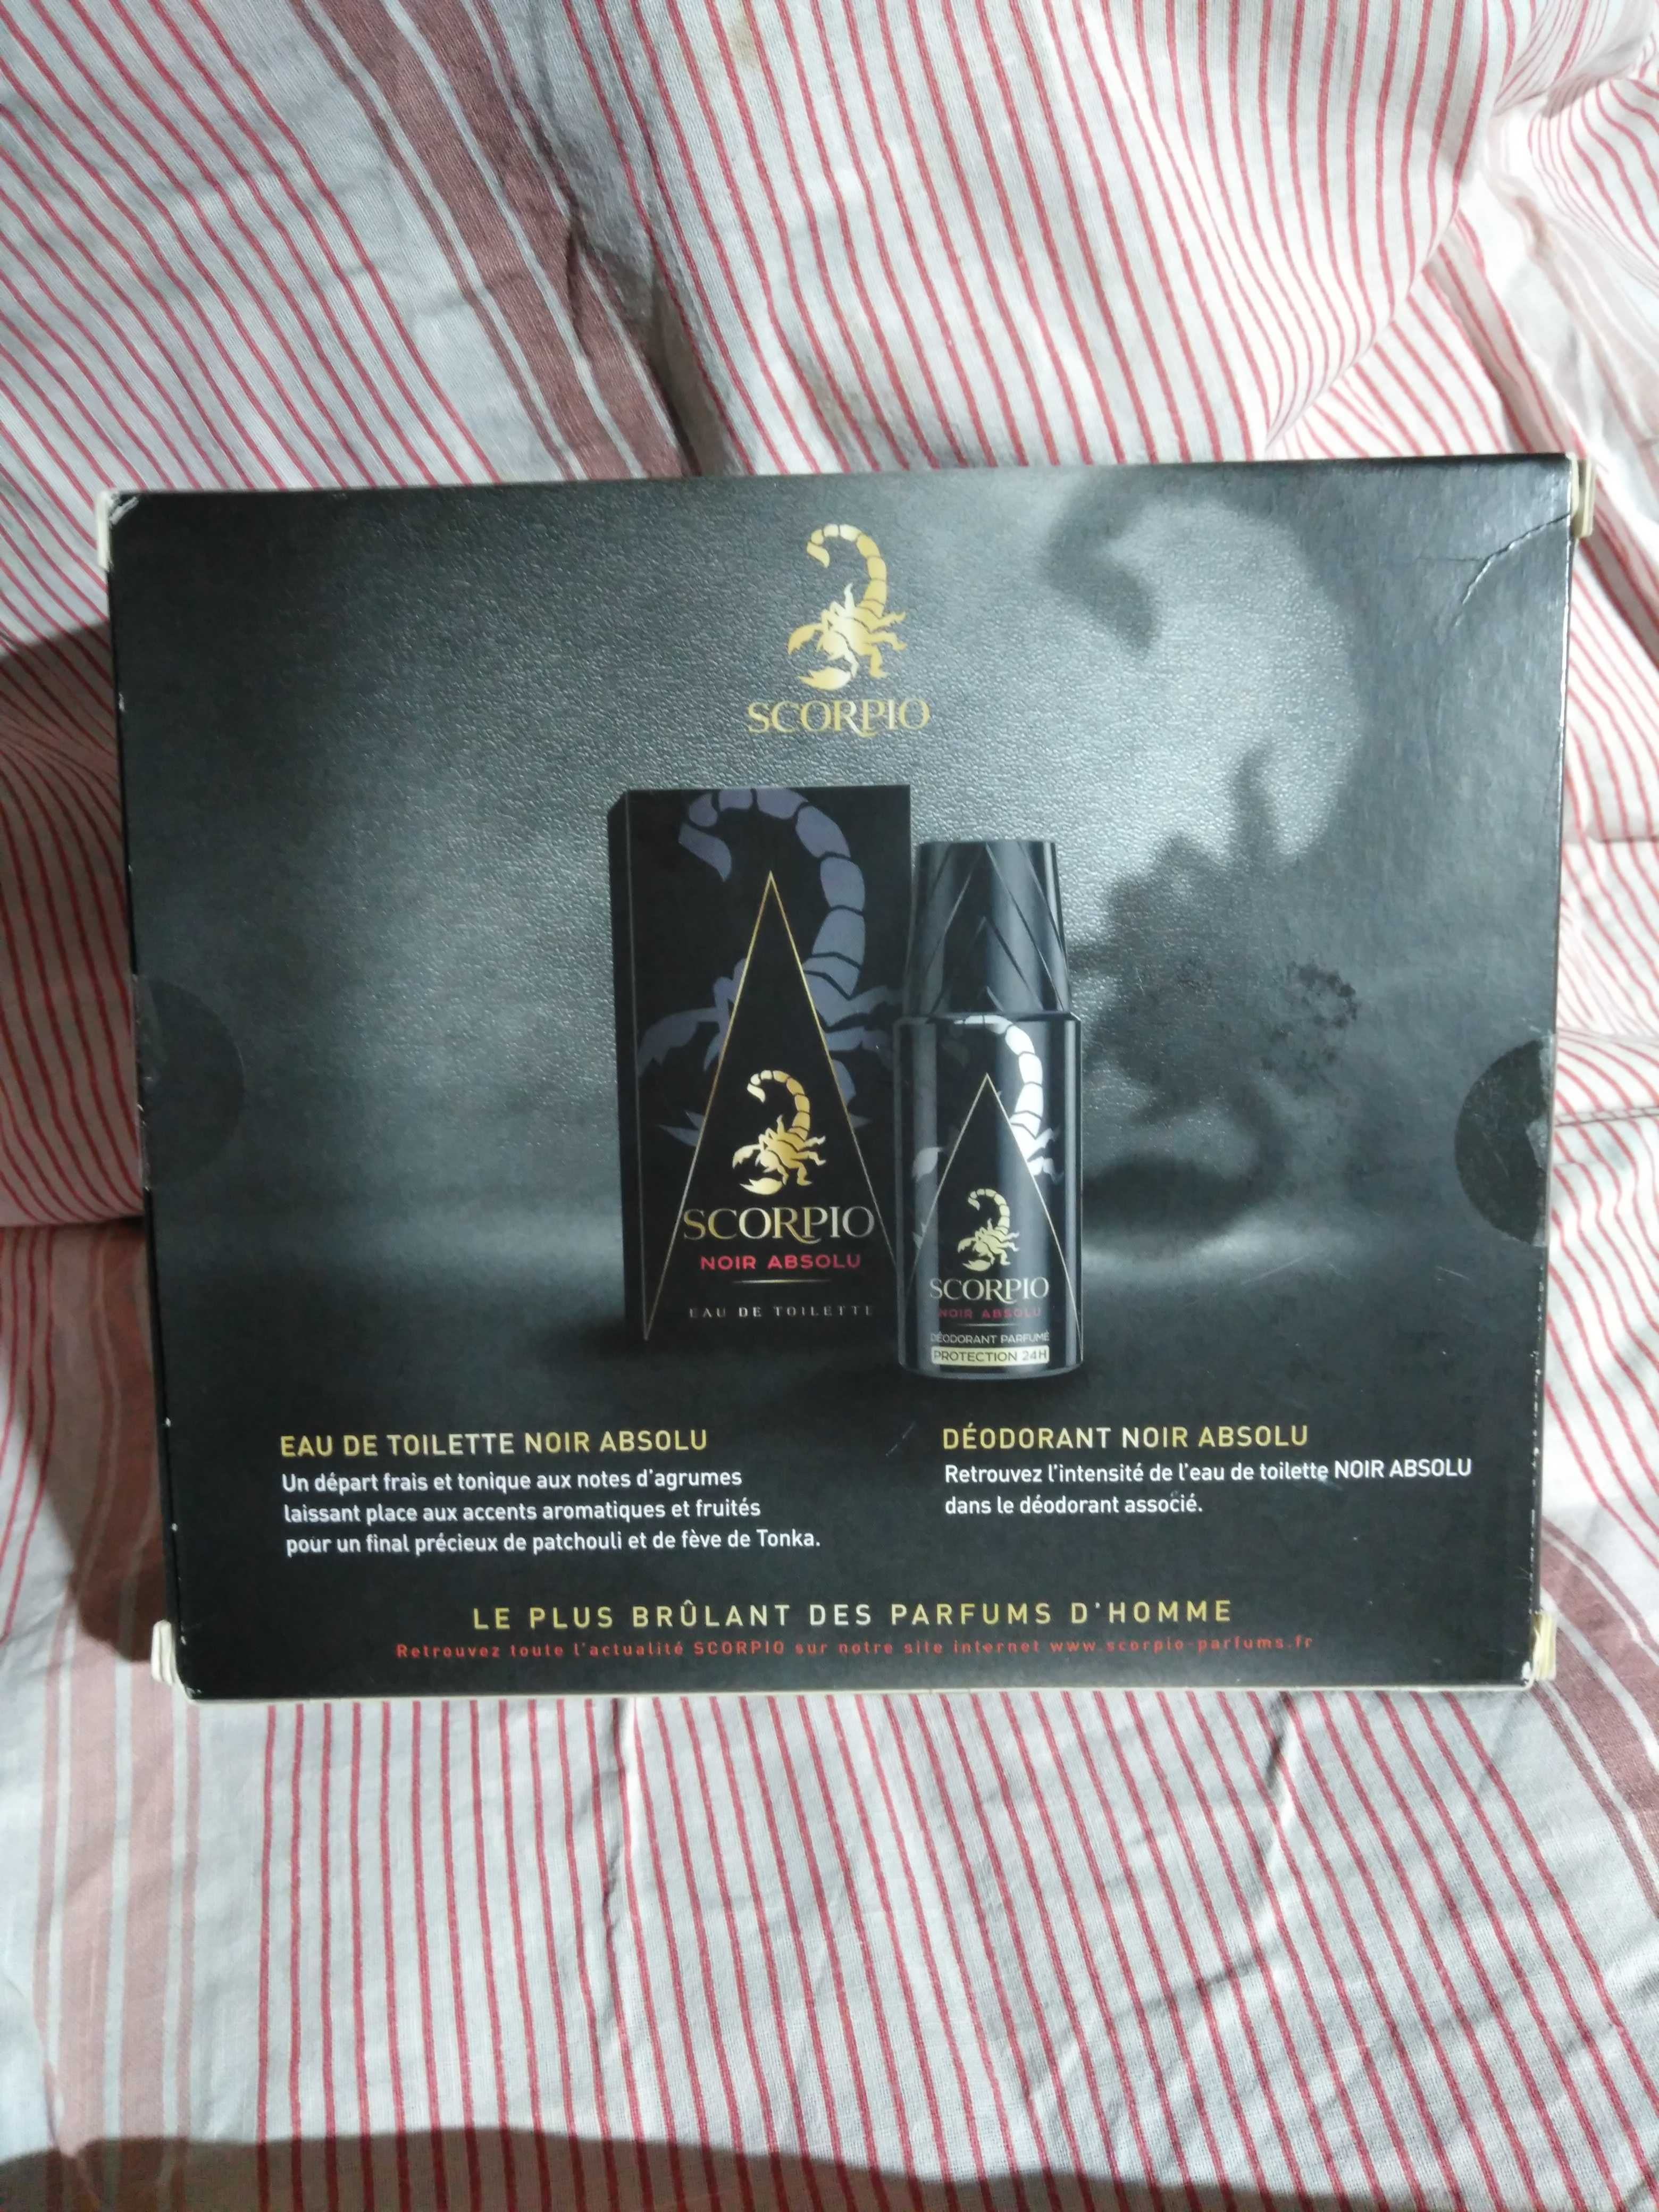 SCORPIO
SCORPIO
NOIR ABSOLU
EAU DE TOILETTE
SCORPIO
NOIR ABSOLU
DÉODORANT PARFUMÉ
PROTECTION 24H
EAU DE TOILETTE NOIR ABSOLU
Un départ frais et tonique aux notes d'agrumes
laissant place aux accents aromatiques et fruités
pour un final précieux de patchouli et de fève de Tonka.
DÉODORANT NOIR ABSOLU
Retrouvez l'intensité de l'eau de toilette NOIR ABSOLU
dans le déodorant associé.
LE PLUS BRÛLANT DES PARFUMS D'HOMME
Retrouvez toute l'actualité SCORPIO sur notre site internet www.scorpio-parfums.fr